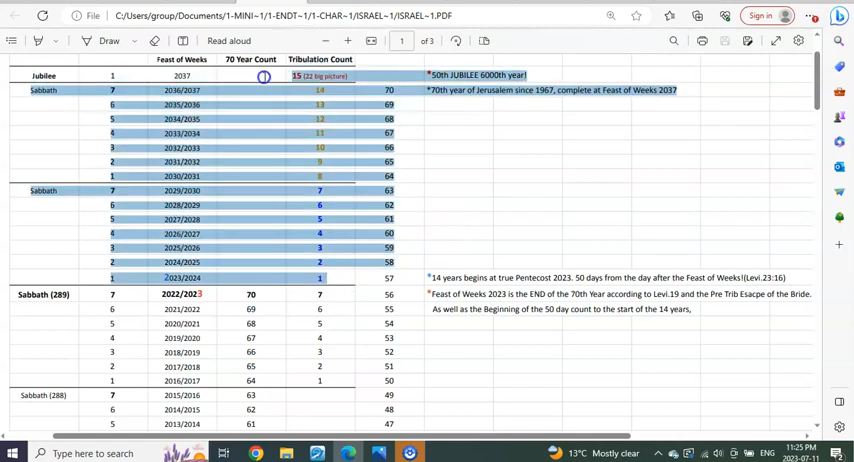 File
C:/Users/group/Documents/1-MINI~1/1-ENDT~1/1-CHAR~1/ISRAEL~1/ISRAEL~1.PDF
Sign in
Draw
Read aloud
1
of 3
Feast of Weeks 70 Year Count Tribulation Count
Jubilee 1 2037 15 (22 big picture) *50th JUBILEE 6000th year!
Sabbath 7 2036/2037 14 70 *70th year of Jerusalem since 1967, complete at Feast of Weeks 2037
6 2035/2036 13 69
5 2034/2035 12 68
4 2033/2034 11 67
3 2032/2033 10 66
2 2031/2032 9 65
1 2030/2031 8 64
Sabbath 7 2029/2030 7 63
6 2028/2029 6 62
5 2027/2028 5 61
4 2026/2027 4 60
3 2025/2026 3 59
2 2024/2025 2 58
1 2023/2024 1 57 *14 years begins at true Pentecost 2023. 50 days from the day after the Feast of Weeks!(Levi.23:16)
Sabbath (289) 7 2022/2023 70 7 56 *Feast of Weeks 2023 is the END of the 70th Year according to Levi.19 and the Pre Trib Esacpe of the Bride.
6 2021/2022 69 6 55 As well as the Beginning of the 50 day count to the start of the 14 years,
5 2020/2021 68 5 54
4 2019/2020 67 4 53
3 2018/2019 66 3 52
2 2017/2018 65 2 51
1 2016/2017 64 1 50
Sabbath (288) 7 2015/2016 63 49
6 2014/2015 62 48
5 2013/2014 61 47
Type here to search
13°C Mostly clear
11:25 PM
2023-07-11